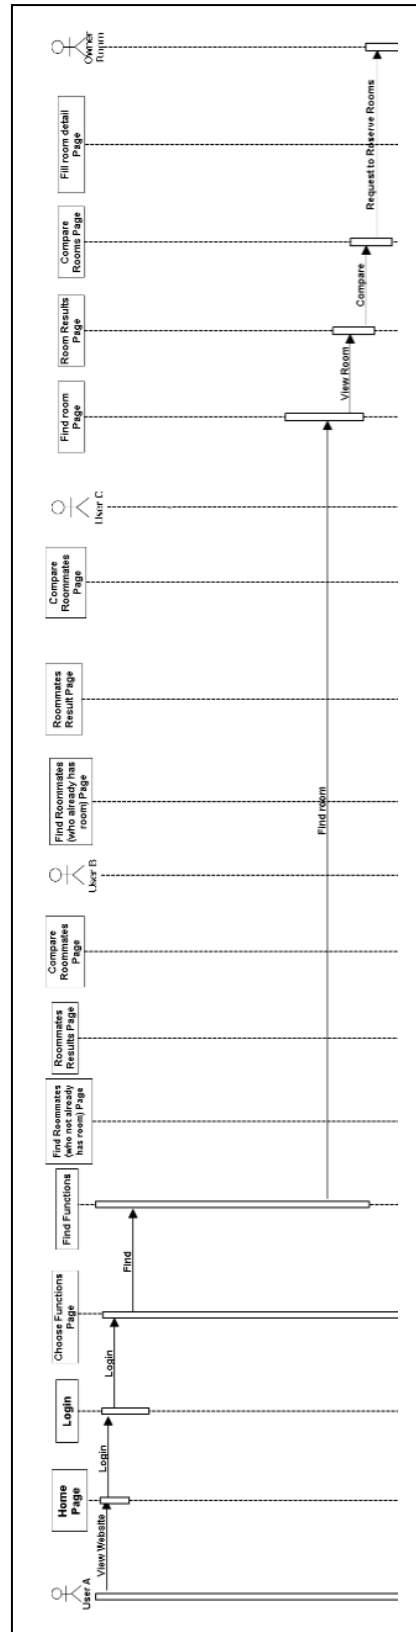 User A
Home
Page
Login
Choose Functions
Page
Find Functions
Find Roommates
(who not already
has room) Page
Roommates
Results Page
Compare
Roommates
Page
User B
Find Roommates
(who already has
room) Page
Roommates
Result Page
Compare
Roommates
Page
User C
Find room
Page
Room Results
Page
Compare
Rooms Page
Fill room detail
Page
Owner
Room
View Website
Login
Login
Find
Find room
View Room
Compare
Request to Reserve Rooms